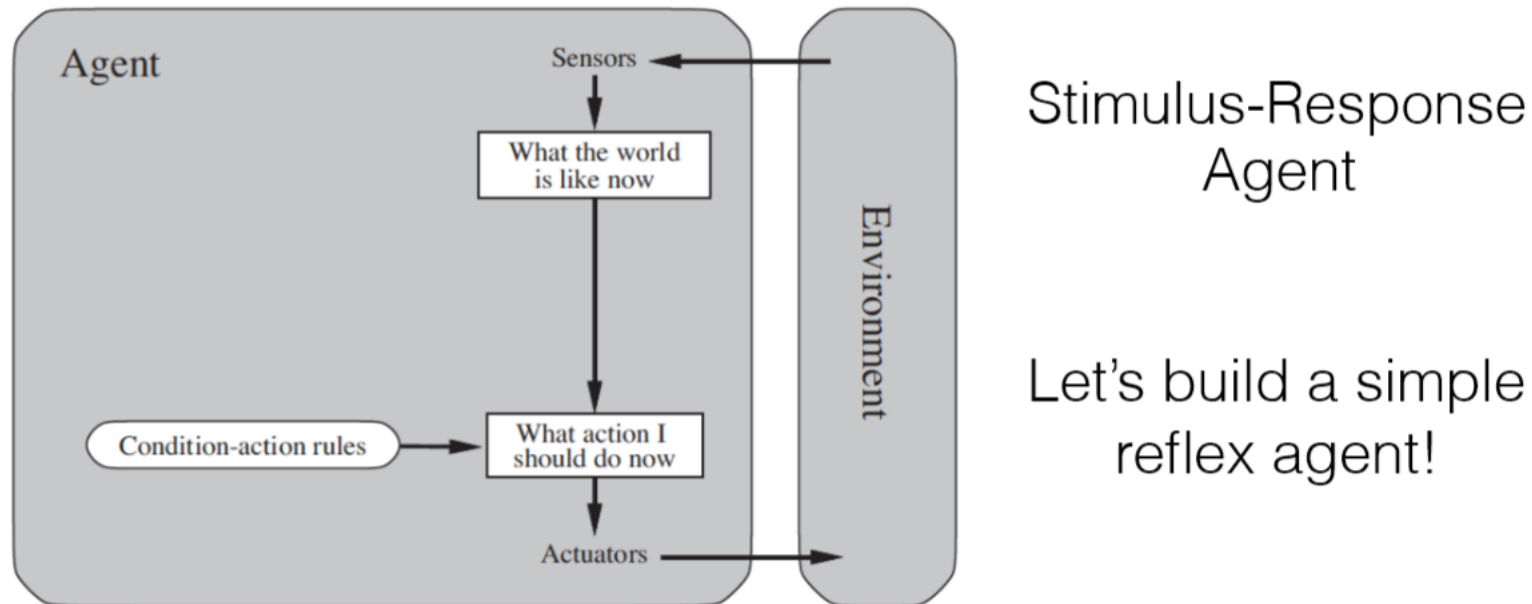 Agent
Sensors
What the world
is like now
Condition-action rules
What action I
should do now
Actuators
Environment
Stimulus-Response
Agent
Let’s build a simple
reflex agent!